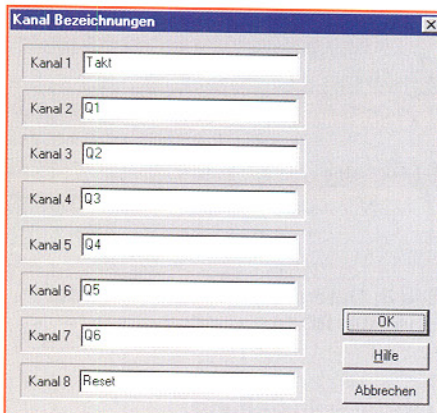 Kanal Bezeichnungen
Kanal 1 Takt
Kanal 2 Q1
Kanal 3 Q2
Kanal 4 Q3
Kanal 5 Q4
Kanal 6 Q5
Kanal 7 Q6
Kanal 8 Reset
OK
Hilfe
Abbrechen